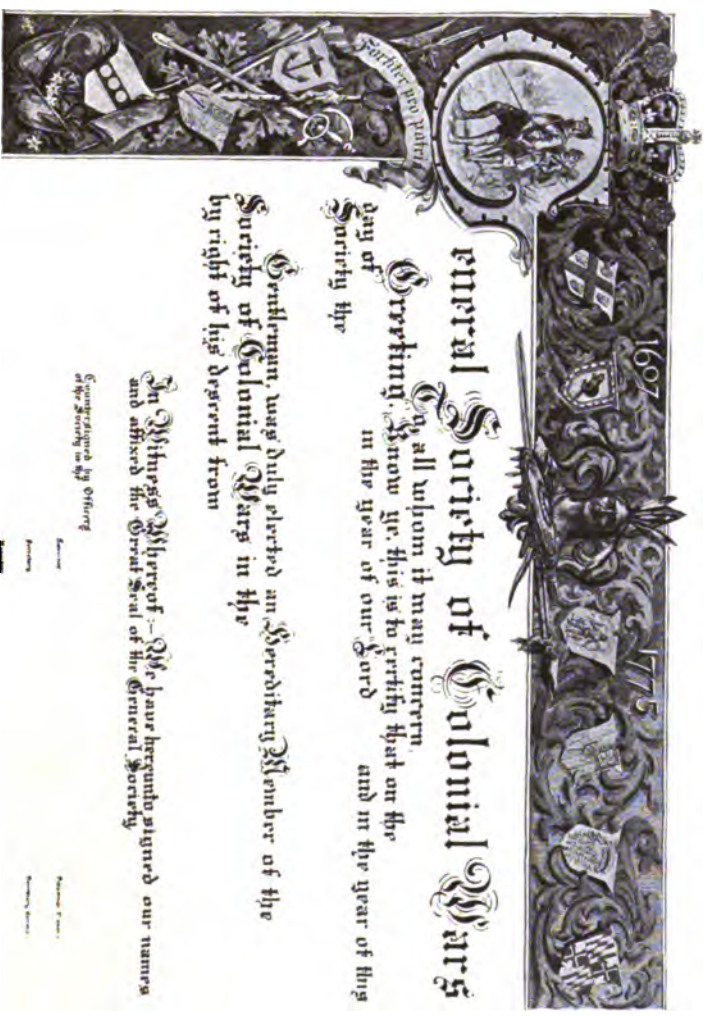 Fortiter pro patria
1607
1775
eneral Society of Colonial Wars
To all whom it may concern,
Greeting, Know ye, this is to certify that on the
day of in the year of our Lord and in the year of this
Society the
Gentleman, was duly elected an Hereditary Member of the
Society of Colonial Wars in the
by right of his descent from
In Witness Whereof:— We have hereunto signed our names
and affixed the Great Seal of the General Society,
Countersigned by Officers
of the Society in the
Governor
Secretary
Secretary General